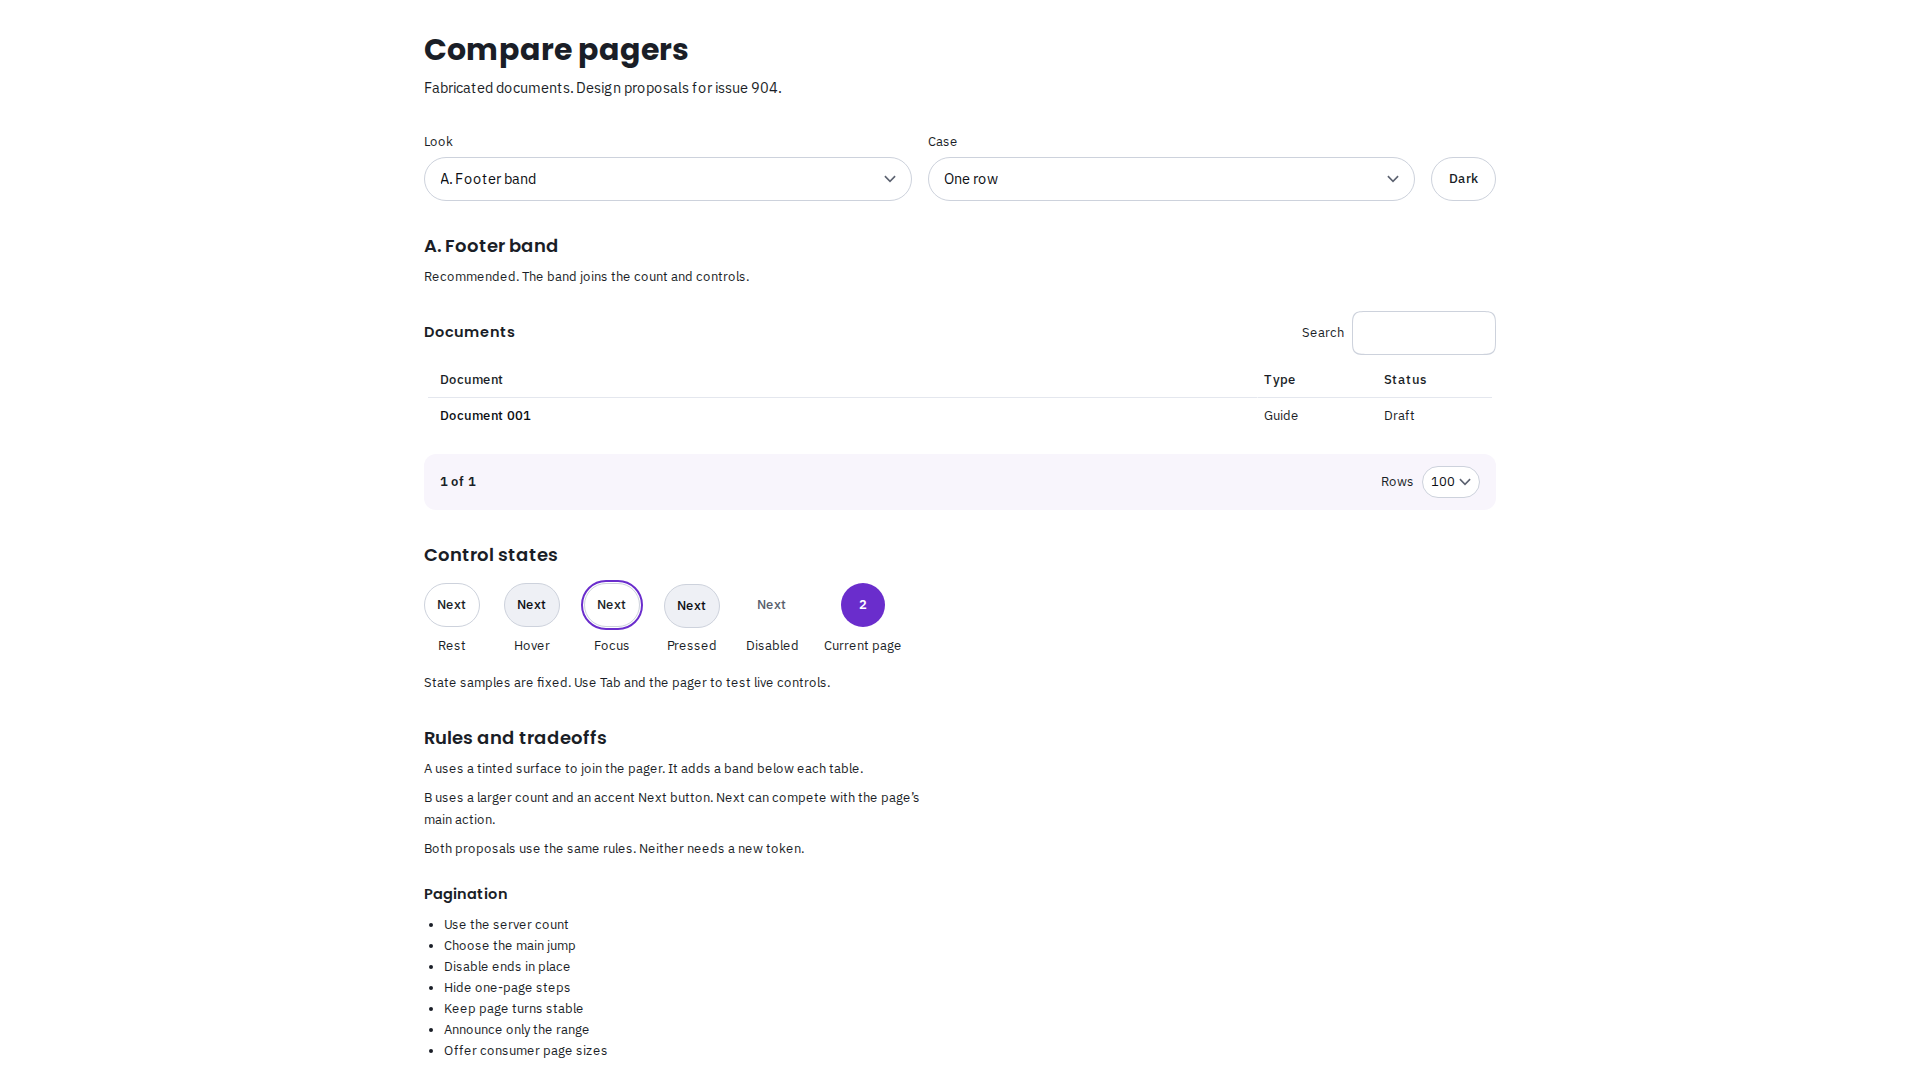 Compare pagers
Fabricated documents. Design proposals for issue 904.
Look
Case
A. Footer band
One row
Dark
A. Footer band
Recommended. The band joins the count and controls.
Documents
Search
Document Type Status
Document 001 Guide Draft
1 of 1
Rows 100
Control states
Next Next Next Next Next 2
Rest Hover Focus Pressed Disabled Current page
State samples are fixed. Use Tab and the pager to test live controls.
Rules and tradeoffs
A uses a tinted surface to join the pager. It adds a band below each table.
B uses a larger count and an accent Next button. Next can compete with the page’s
main action.
Both proposals use the same rules. Neither needs a new token.
Pagination
• Use the server count
• Choose the main jump
• Disable ends in place
• Hide one-page steps
• Keep page turns stable
• Announce only the range
• Offer consumer page sizes